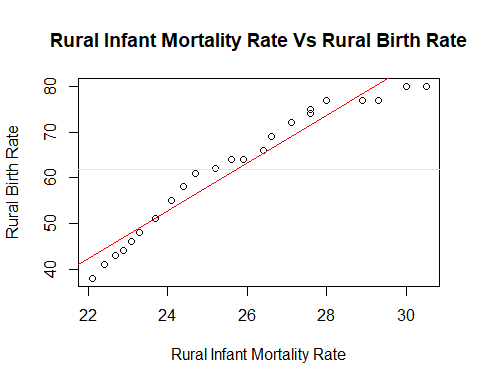 Rural Infant Mortality Rate Vs Rural Birth Rate
80
70
60
50
40
Rural Birth Rate
22 24 26 28 30
Rural Infant Mortality Rate